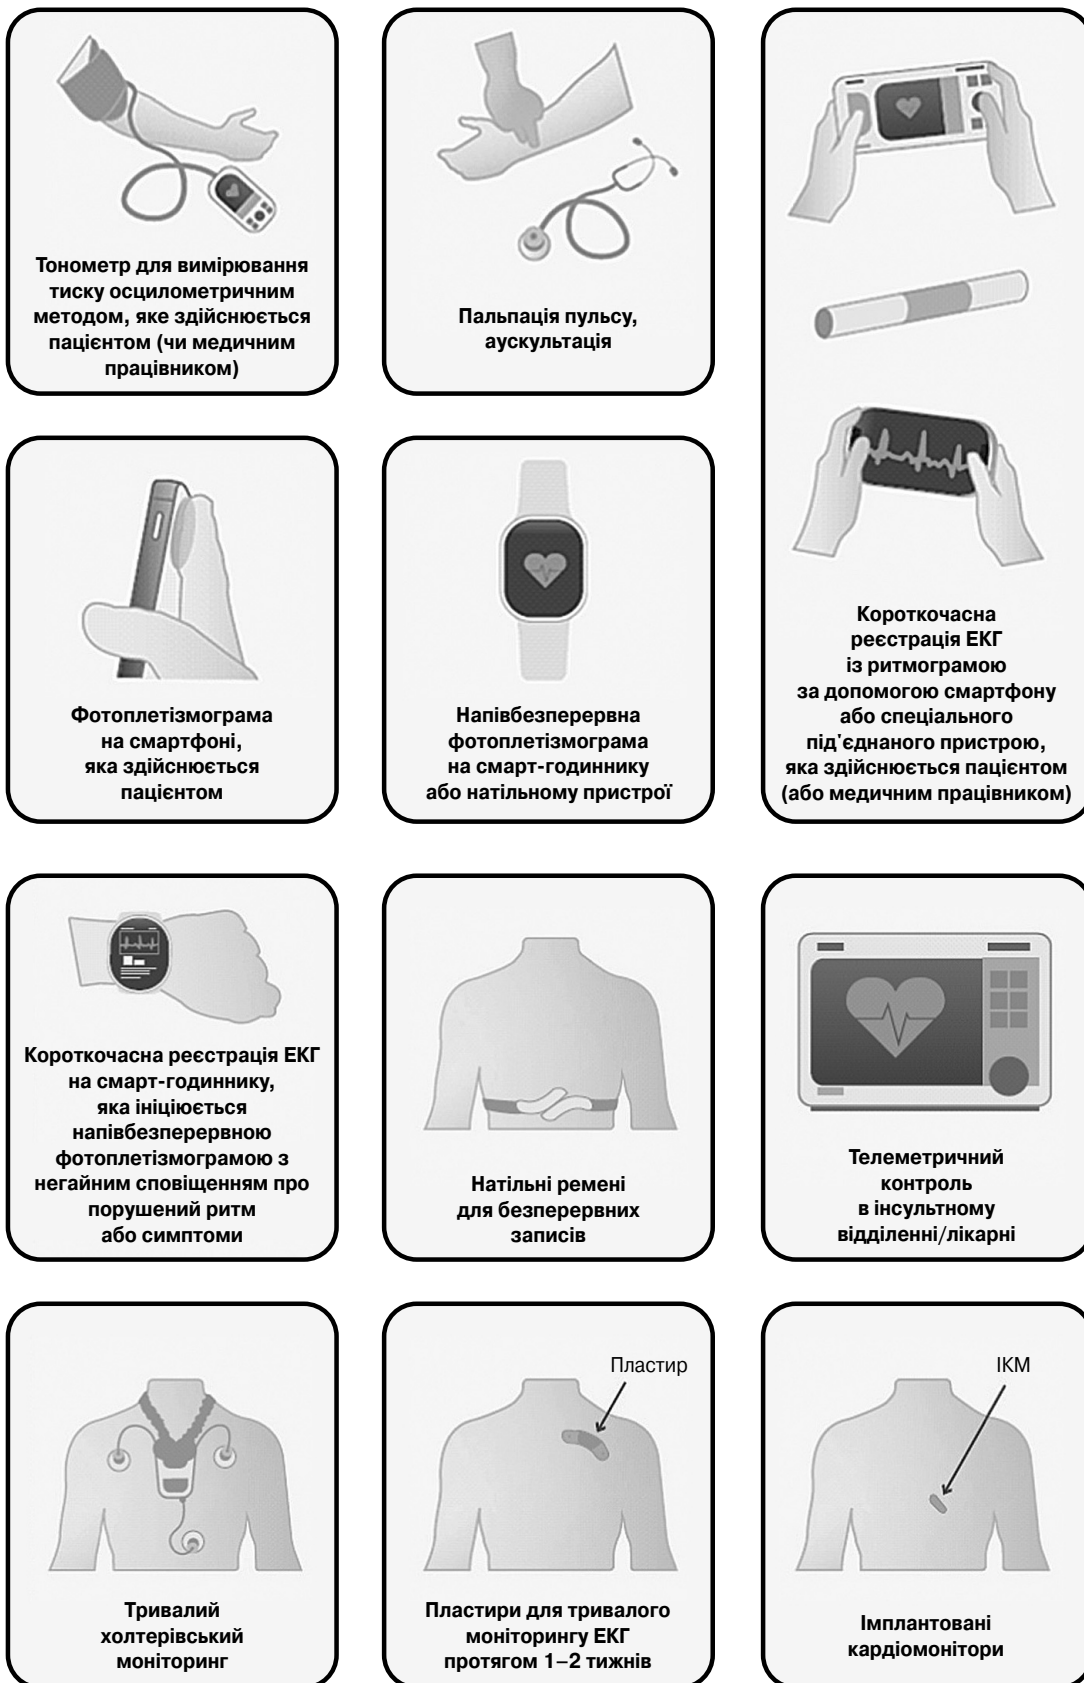 Тонометр для вимірювання
тиску осцилометричним
методом, яке здійснюється
пацієнтом (чи медичним
працівником)
Пальпація пульсу,
аускультація
Короткочасна
реєстрація ЕКГ
із ритмограмою
за допомогою смартфону
або спеціального
під'єднаного пристрою,
яка здійснюється пацієнтом
(або медичним працівником)
Фотоплетізмограма
на смартфоні,
яка здійснюється
пацієнтом
Напівбезперервна
фотоплетізмограма
на смарт-годиннику
або натільному пристрої
Короткочасна реєстрація ЕКГ
на смарт-годиннику,
яка ініціюється
напівбезперервною
фотоплетізмограмою з
негайним сповіщенням про
порушений ритм
або симптоми
Натільні ремені
для безперервних
записів
Телеметричний
контроль
в інсультному
відділенні/лікарні
Тривалий
холтерівський
моніторинг
Пластир
Пластири для тривалого
моніторингу ЕКГ
протягом 1–2 тижнів
ІКМ
Імплантовані
кардіомонітори